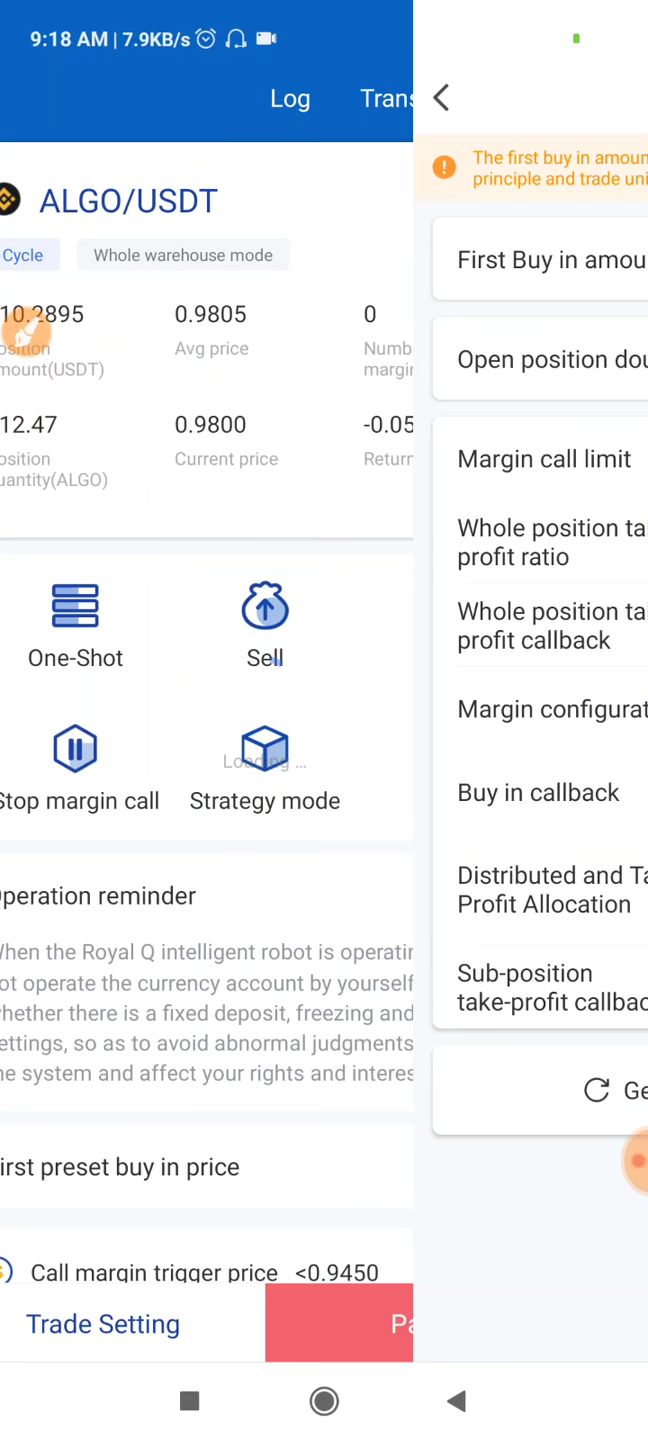 9:18 AM | 7.9KB/s
Log Trans
ALGO/USDT
Cycle Whole warehouse mode
10.2895 0.9805 0
osition
mount(USDT)
Avg price
Numb
margin
12.47 0.9800 -0.05
osition
uantity(ALGO)
Current price
Return
One-Shot Sell
Loading ...
Stop margin call Strategy mode
Operation reminder
When the Royal Q intelligent robot is operatin
ot operate the currency account by yourself
whether there is a fixed deposit, freezing and
ettings, so as to avoid abnormal judgments
he system and affect your rights and interes
irst preset buy in price
Call margin trigger price <0.9450
Trade Setting Pa
The first buy in amoun
principle and trade uni
First Buy in amou
Open position dou
Margin call limit
Whole position ta
profit ratio
Whole position ta
profit callback
Margin configurat
Buy in callback
Distributed and Ta
Profit Allocation
Sub-position
take-profit callbac
Ge